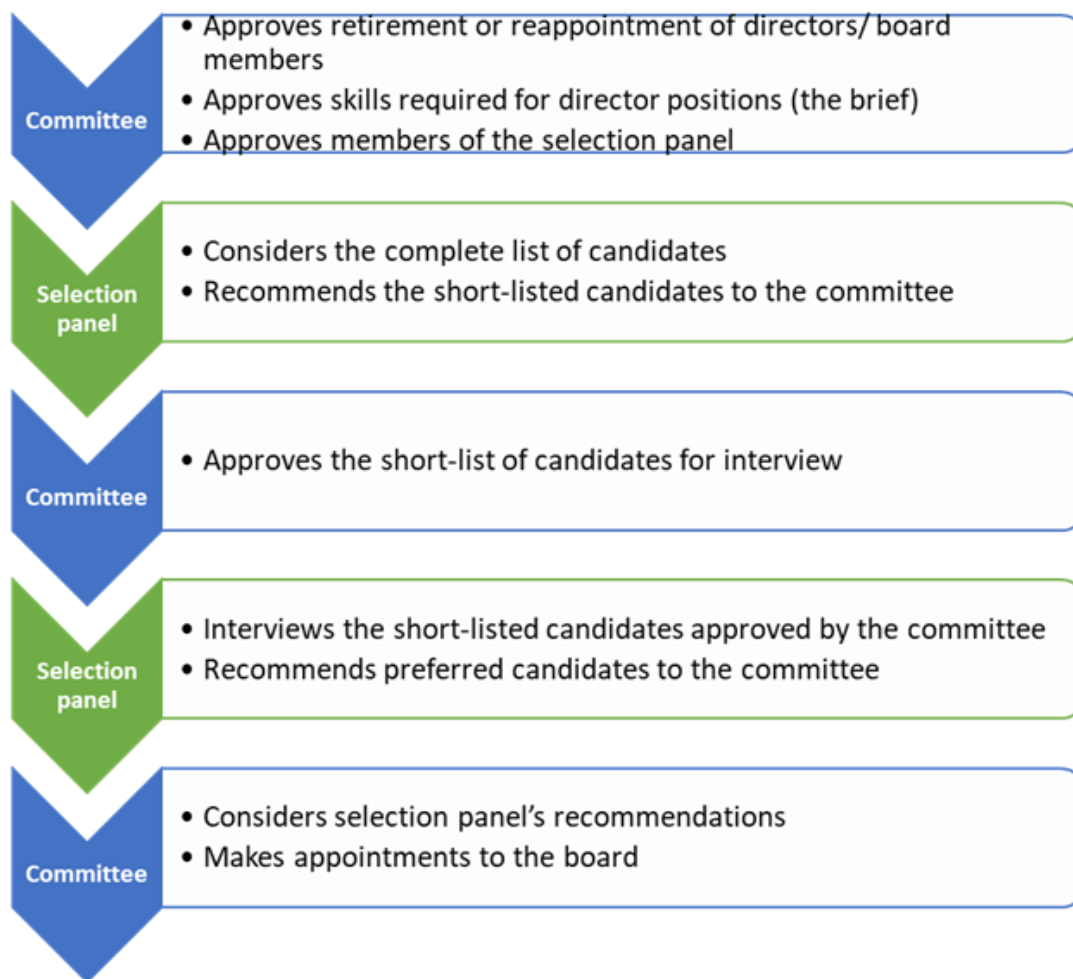 • Approves retirement or reappointment of directors/ board
members
• Approves skills required for director positions (the brief)
• Approves members of the selection panel
Committee
• Considers the complete list of candidates
• Recommends the short-listed candidates to the committee
Selection
panel
• Approves the short-list of candidates for interview
Committee
• Interviews the short-listed candidates approved by the committee
• Recommends preferred candidates to the committee
Selection
panel
• Considers selection panel’s recommendations
• Makes appointments to the board
Committee